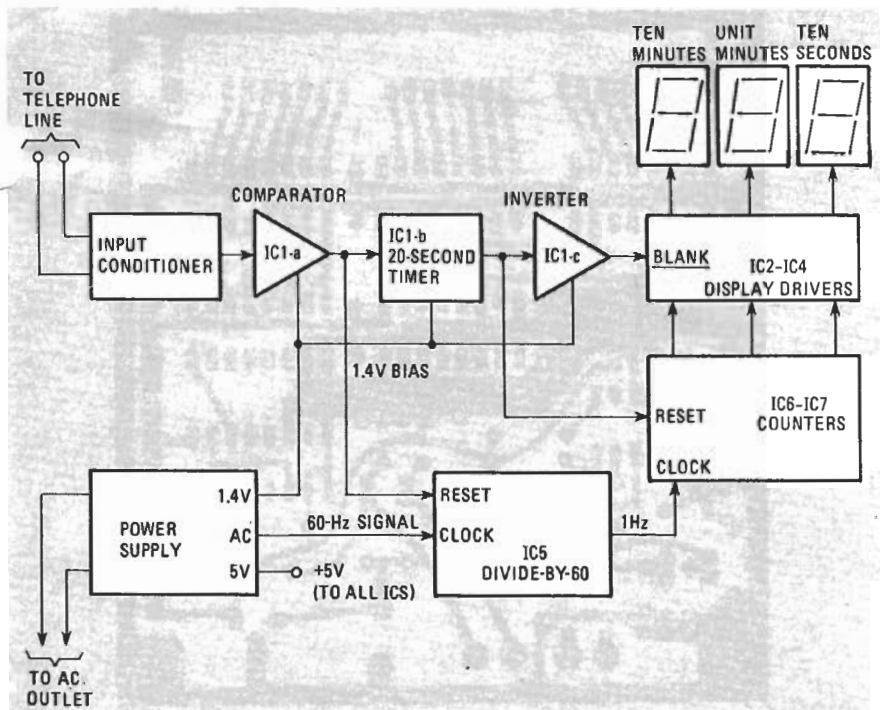 TEN
MINUTES
UNIT
MINUTES
TEN
SECONDS
TO
TELEPHONE
LINE
COMPARATOR
INVERTER
INPUT
CONDITIONER
IC1-a
IC1-b
20-SECOND
TIMER
IC1-c
BLANK
IC2–IC4
DISPLAY DRIVERS
1.4V BIAS
RESET
IC6–IC7
COUNTERS
CLOCK
POWER
SUPPLY
1.4V
AC
5V
60-Hz SIGNAL
+5V
(TO ALL ICS)
RESET
CLOCK
IC5
DIVIDE-BY-60
1Hz
TO AC.
OUTLET